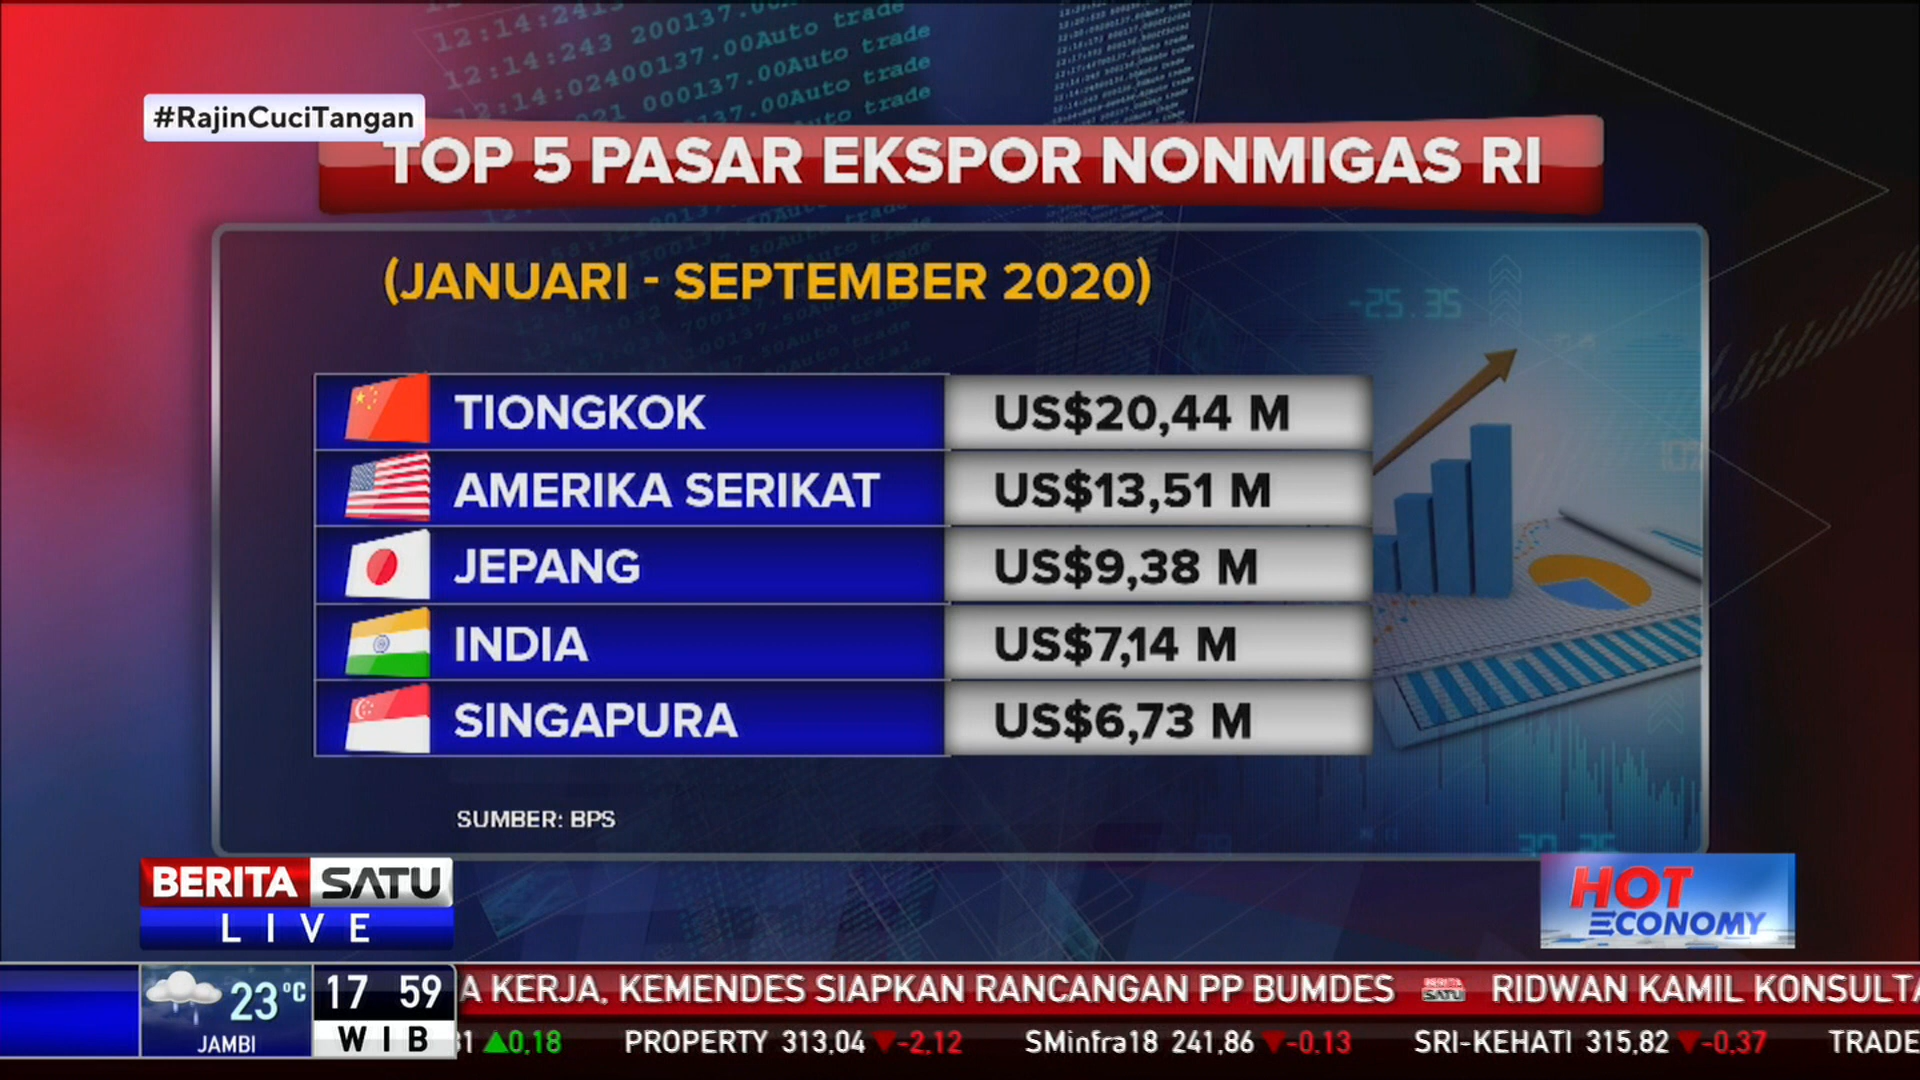 #RajinCuciTangan
TOP 5 PASAR EKSPOR NONMIGAS RI
(JANUARI - SEPTEMBER 2020)
TIONGKOK US$20,44 M
AMERIKA SERIKAT US$13,51 M
JEPANG US$9,38 M
INDIA US$7,14 M
SINGAPURA US$6,73 M
SUMBER: BPS
BERITA SATU
LIVE
HOT
ECONOMY
23°C
JAMBI
17 59
WIB
A KERJA, KEMENDES SIAPKAN RANCANGAN PP BUMDES BERITA SATU RIDWAN KAMIL KONSULTA
31 ▲0,18 PROPERTY 313,04 ▼-2,12 SMinfra18 241,86 ▼-0,13 SRI-KEHATI 315,82 ▼-0,37 TRADE